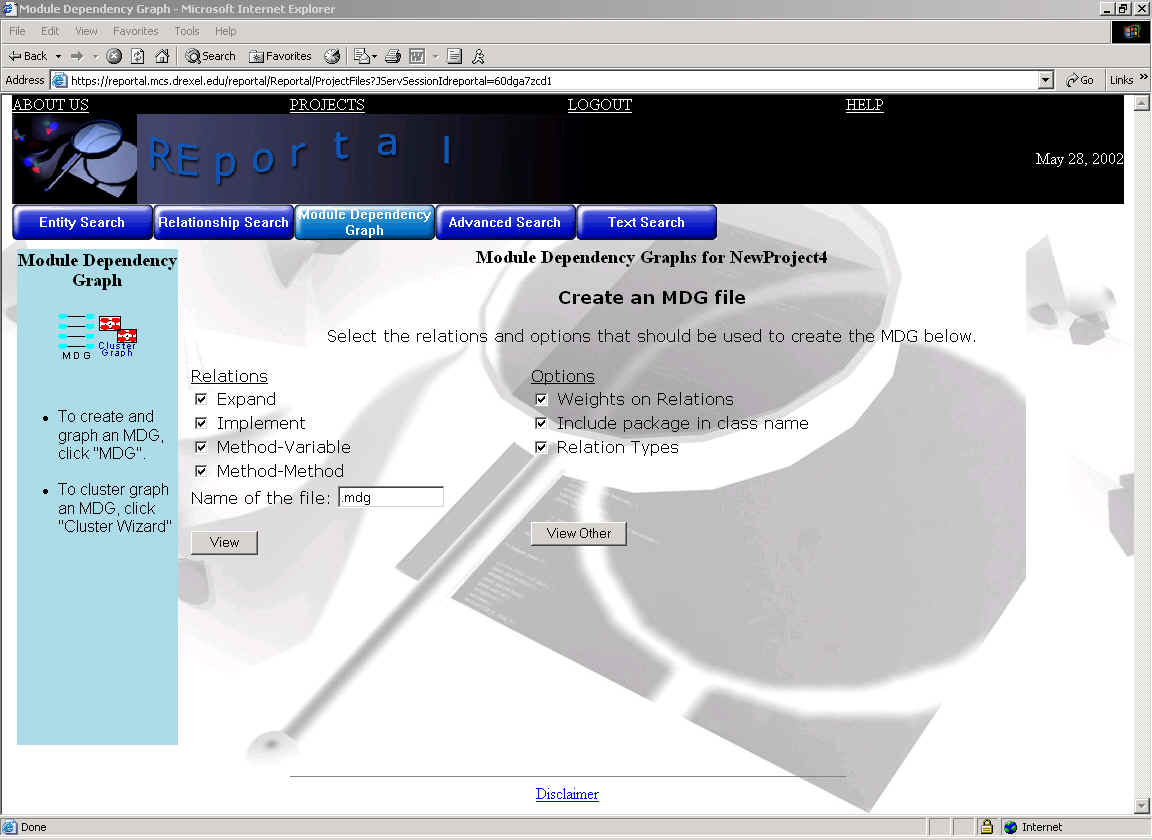 Module Dependency Graph - Microsoft Internet Explorer
File Edit View Favorites Tools Help
Back Search Favorites
Address https://reportal.mcs.drexel.edu/reportal/Reportal/ProjectFiles?JServSessionIdreportal=60dga7zcd1 Go Links »
ABOUT US PROJECTS LOGOUT HELP
REportal
May 28, 2002
Entity Search Relationship Search Module Dependency Graph Advanced Search Text Search
Module Dependency
Graph
MDG Cluster
Graph
• To create and
graph an MDG,
click "MDG".
• To cluster graph
an MDG, click
"Cluster Wizard"
Module Dependency Graphs for NewProject4
Create an MDG file
Select the relations and options that should be used to create the MDG below.
Relations
Expand
Implement
Method-Variable
Method-Method
Name of the file: .mdg
View
Options
Weights on Relations
Include package in class name
Relation Types
View Other
Disclaimer
Done Internet